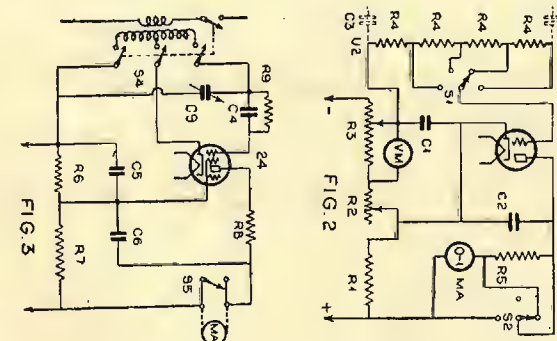 C3
U2
R4
R4
R4
R4
S1
C1
C2
VM
R3
R2
R1
R5
MA
S2
-
+
FIG.2
S4
R9
C9
C4
24
C5
C6
R6
R7
R8
S5
MA
FIG.3